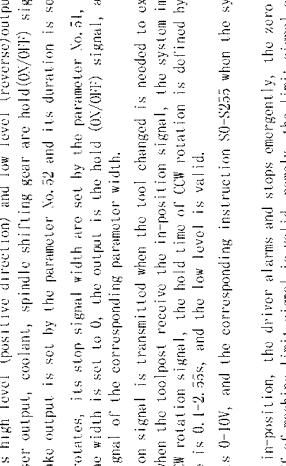 s high level (positive direction) and low level (reverse/output
ser output, coolant, spindle shifting gear are hold(ON/OFF) sig
ake output is set by the parameter No.52 and its duration is se
rotates, its stop signal width are set by the parameter No.51,
he width is set to 0, the output is the hold (ON/OFF) signal, a
gnal of the corresponding parameter width.
on signal is transmitted when the tool changed is needed to ex
hen the toolpost receive the in-position signal, the system in
CW rotation signal, the hold time of CCW rotation is defined by
is 0.1-2.55s, and the low level is valid.
s 0-10V, and the corresponding instruction S0-S255 when the sy
in-position, the driver alarms and stops emergently, the zero
limit signal